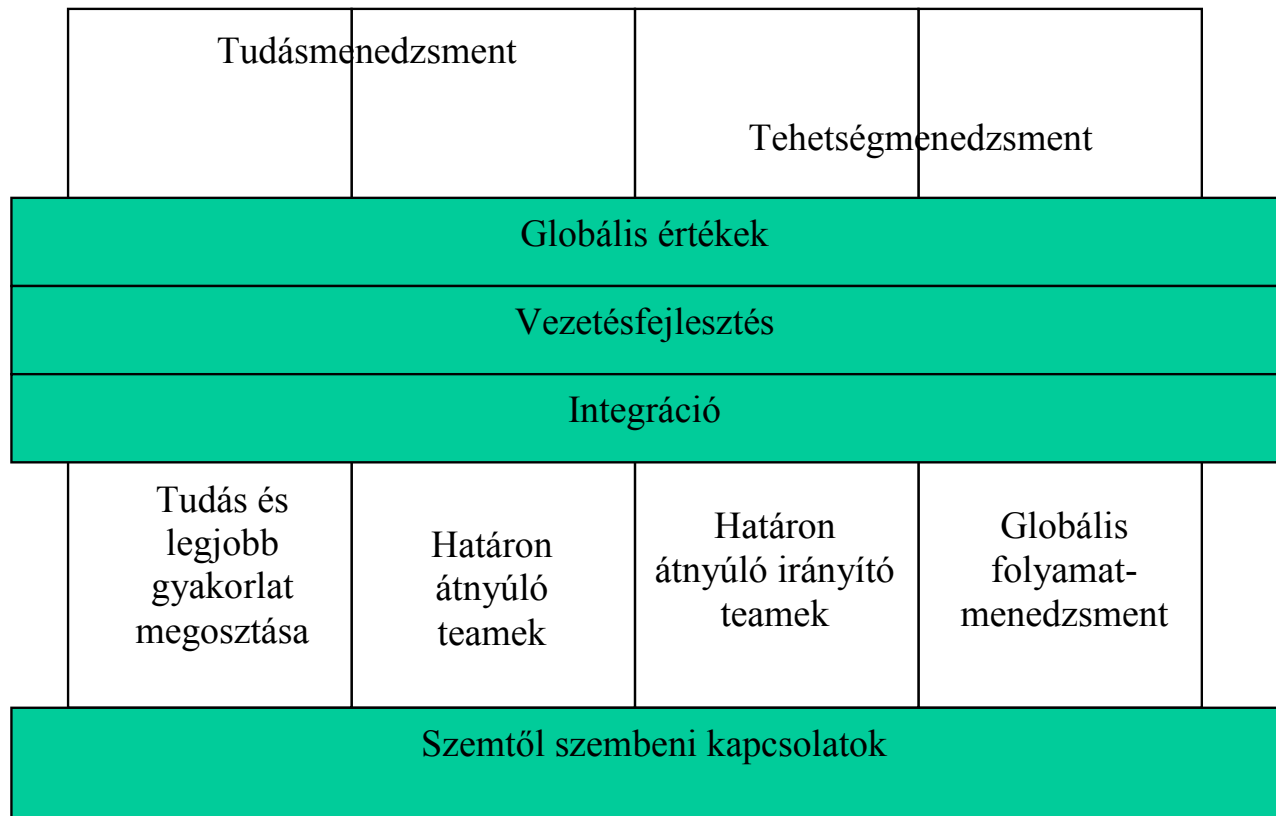 Tudásmenedzsment
Tehetségmenedzsment
Globális értékek
Vezetésfejlesztés
Integráció
Tudás és
legjobb
gyakorlat
megosztása
Határon
átnyúló
teamek
Határon
átnyúló irányító
teamek
Globális
folyamat-
menedzsment
Szemtől szembeni kapcsolatok